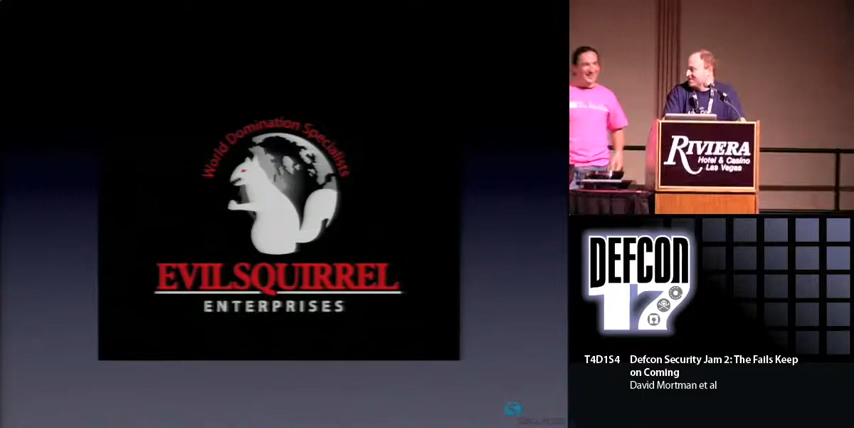 World Domination Specialists
EVILSQUIRREL
ENTERPRISES
RIVIERA
Hotel & Casino
Las Vegas
DEFCON
17
T4D1S4 Defcon Security Jam 2: The Fails Keep
on Coming
David Mortman et al